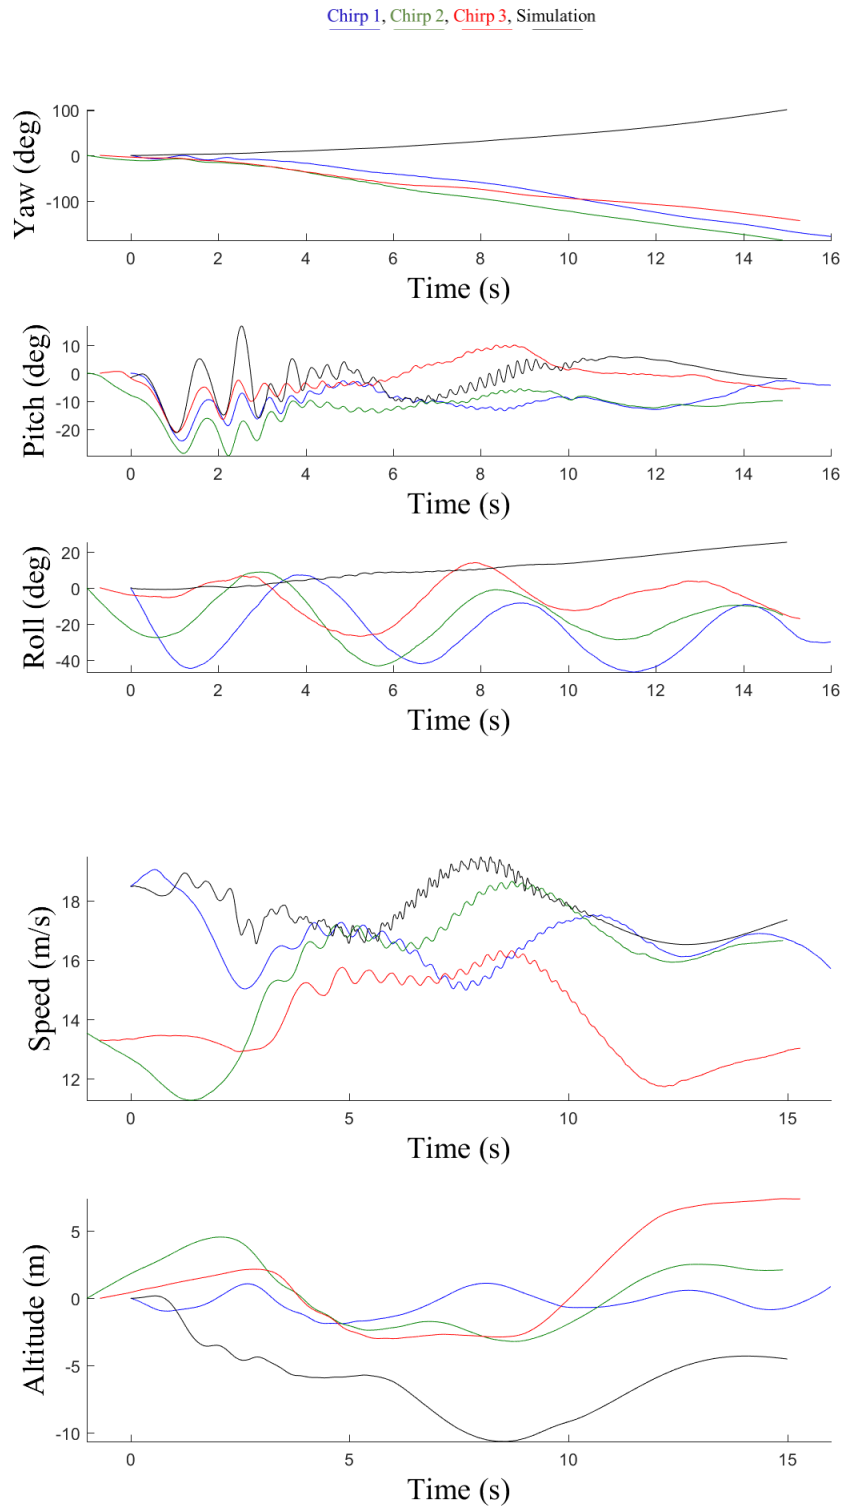 Chirp 1, Chirp 2, Chirp 3, Simulation
Yaw (deg)
100
0
-100
0 2 4 6 8 10 12 14 16
Time (s)
Pitch (deg)
10
0
-10
-20
0 2 4 6 8 10 12 14 16
Time (s)
Roll (deg)
20
0
-20
-40
0 2 4 6 8 10 12 14 16
Time (s)
Speed (m/s)
18
16
14
12
0 5 10 15
Time (s)
Altitude (m)
5
0
-5
-10
0 5 10 15
Time (s)